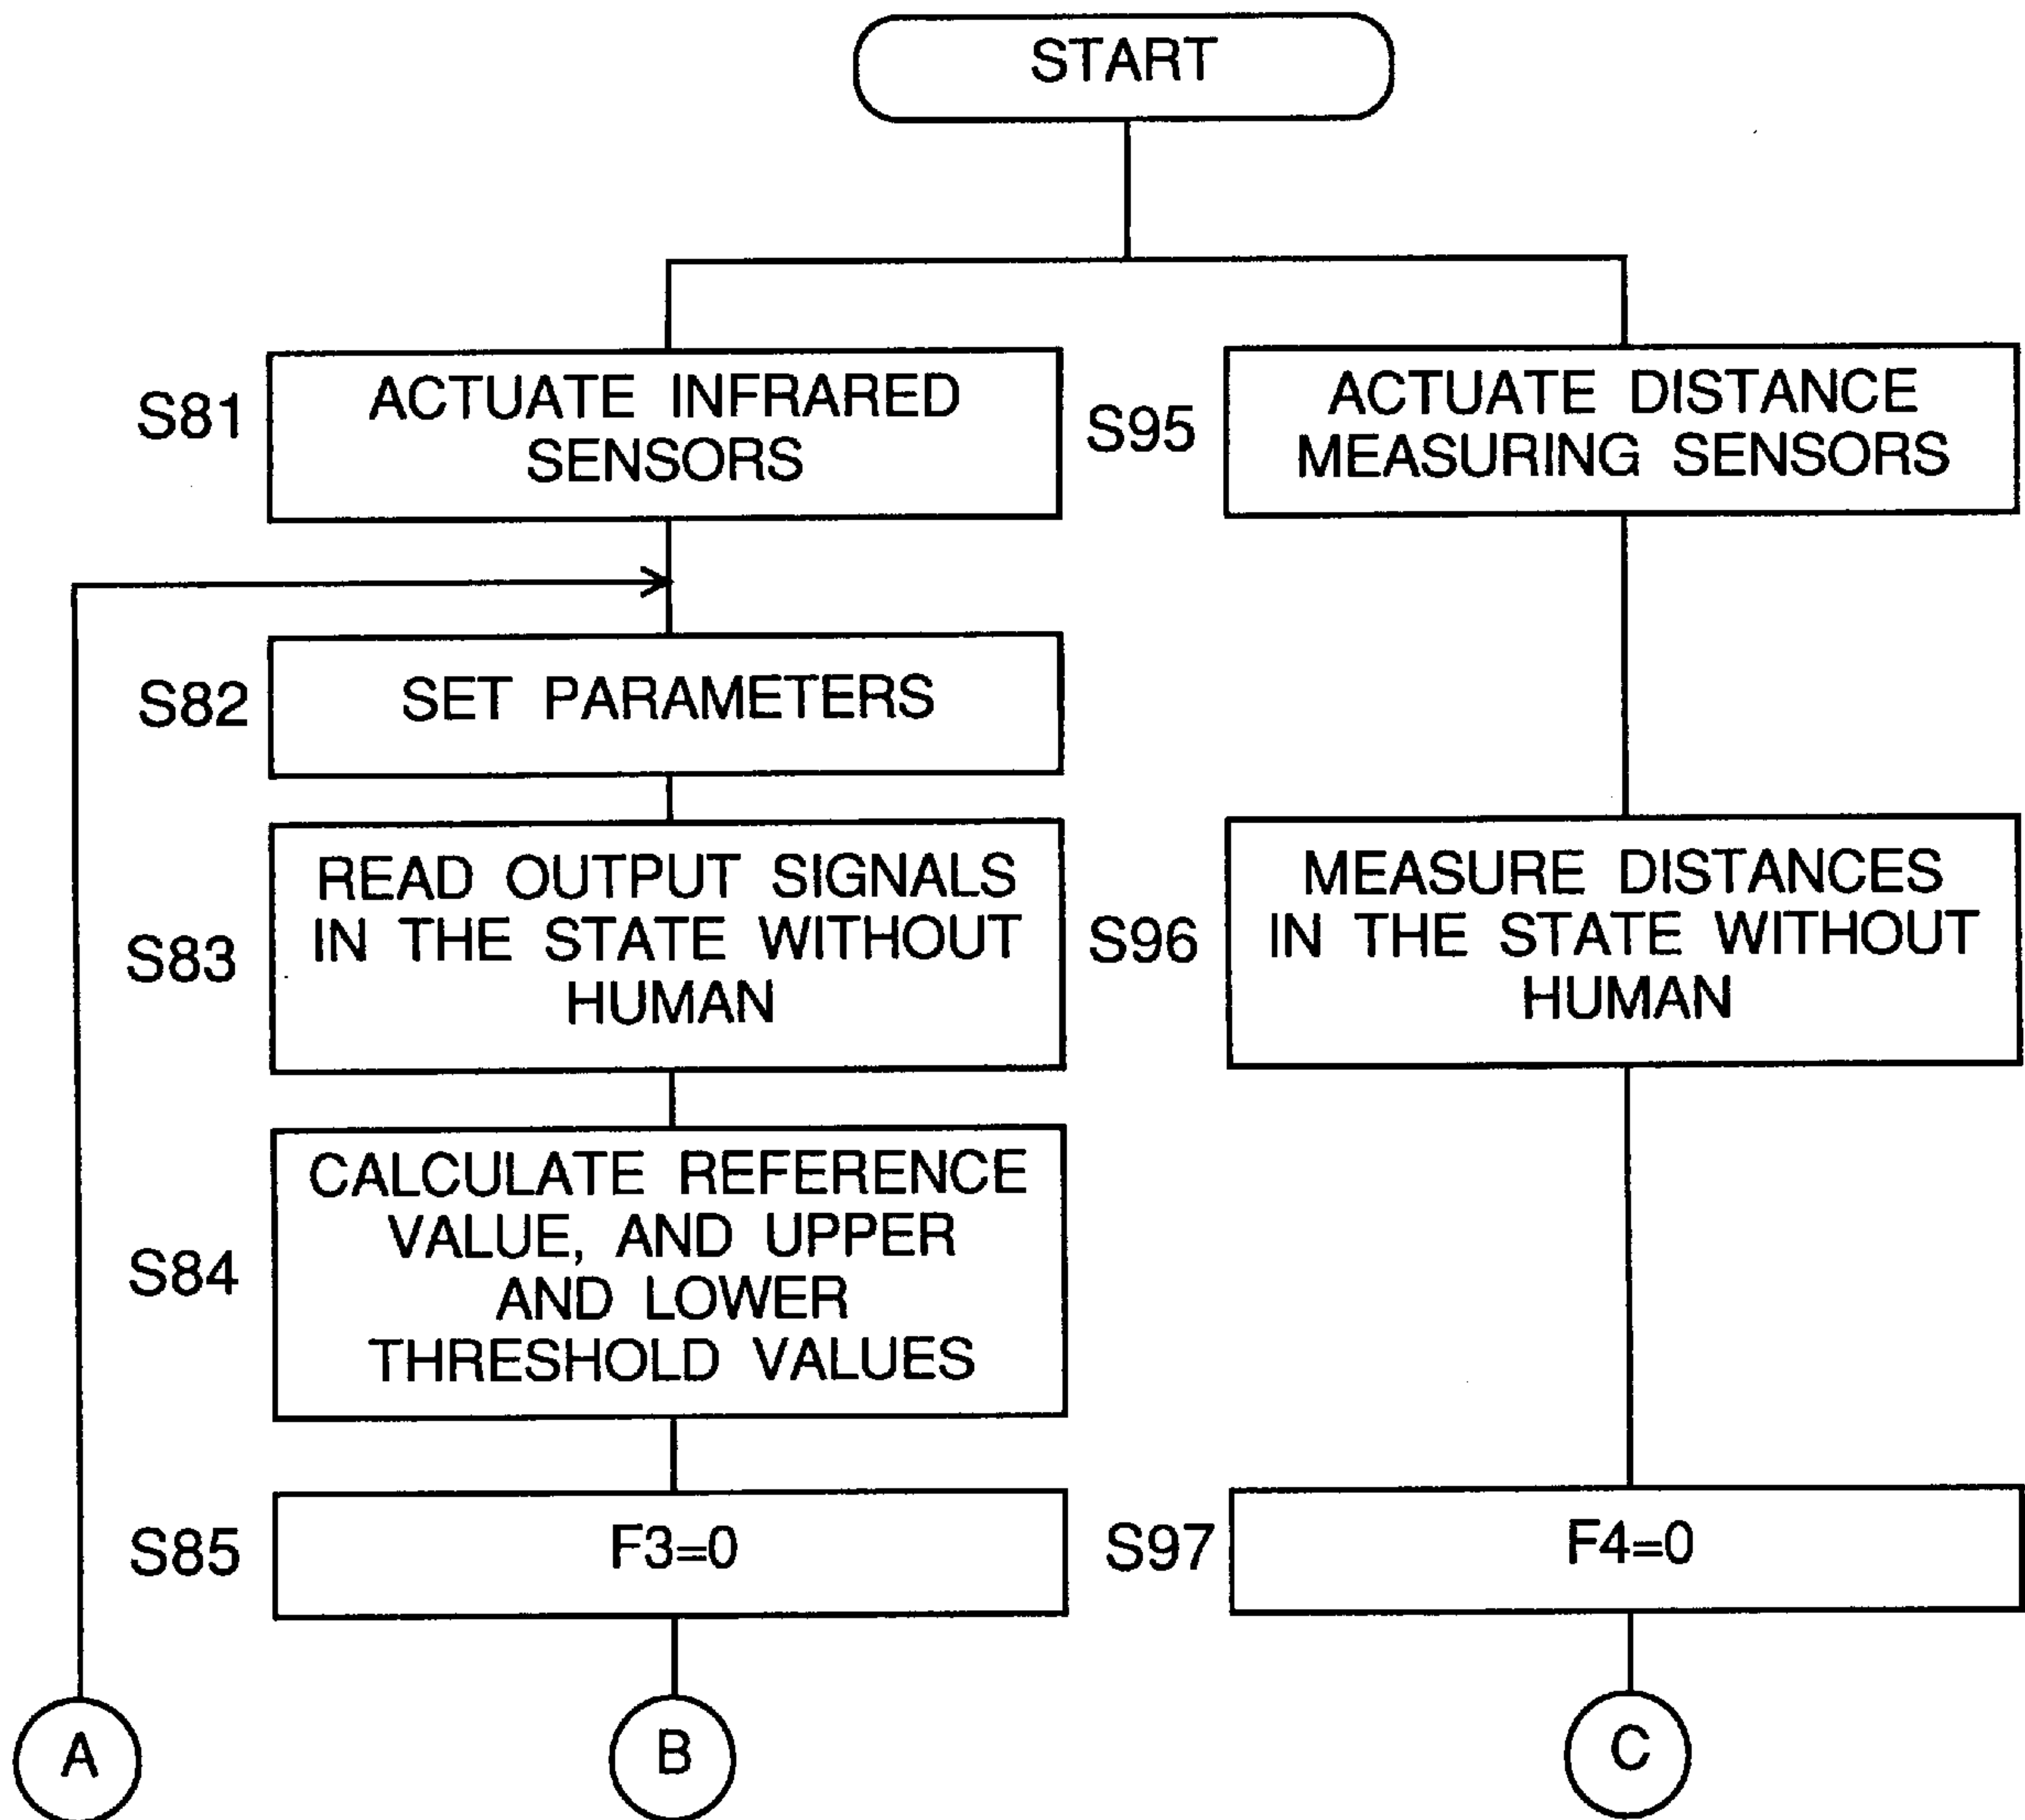 START
S81
ACTUATE INFRARED
SENSORS
S95
ACTUATE DISTANCE
MEASURING SENSORS
S82
SET PARAMETERS
S83
READ OUTPUT SIGNALS
IN THE STATE WITHOUT
HUMAN
S96
MEASURE DISTANCES
IN THE STATE WITHOUT
HUMAN
S84
CALCULATE REFERENCE
VALUE, AND UPPER
AND LOWER
THRESHOLD VALUES
S85
F3=0
S97
F4=0
A
B
C